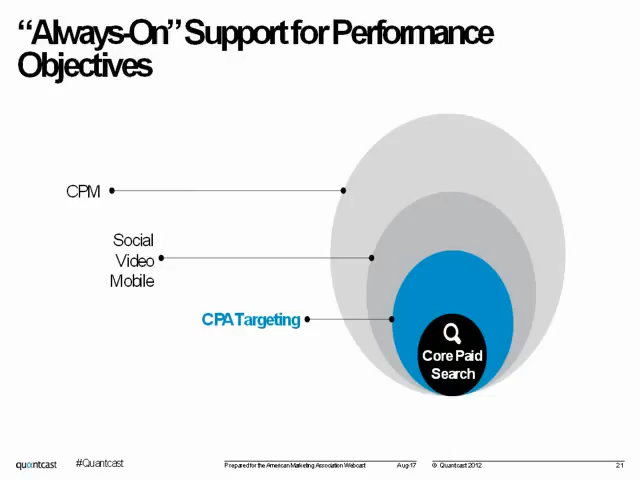 “Always-On” Support for Performance
Objectives
CPM
Social
Video
Mobile
CPA Targeting
Core Paid
Search
quantcast
#Quantcast
Prepared for the American Marketing Association Webcast
Aug-17
© Quantcast 2012
21